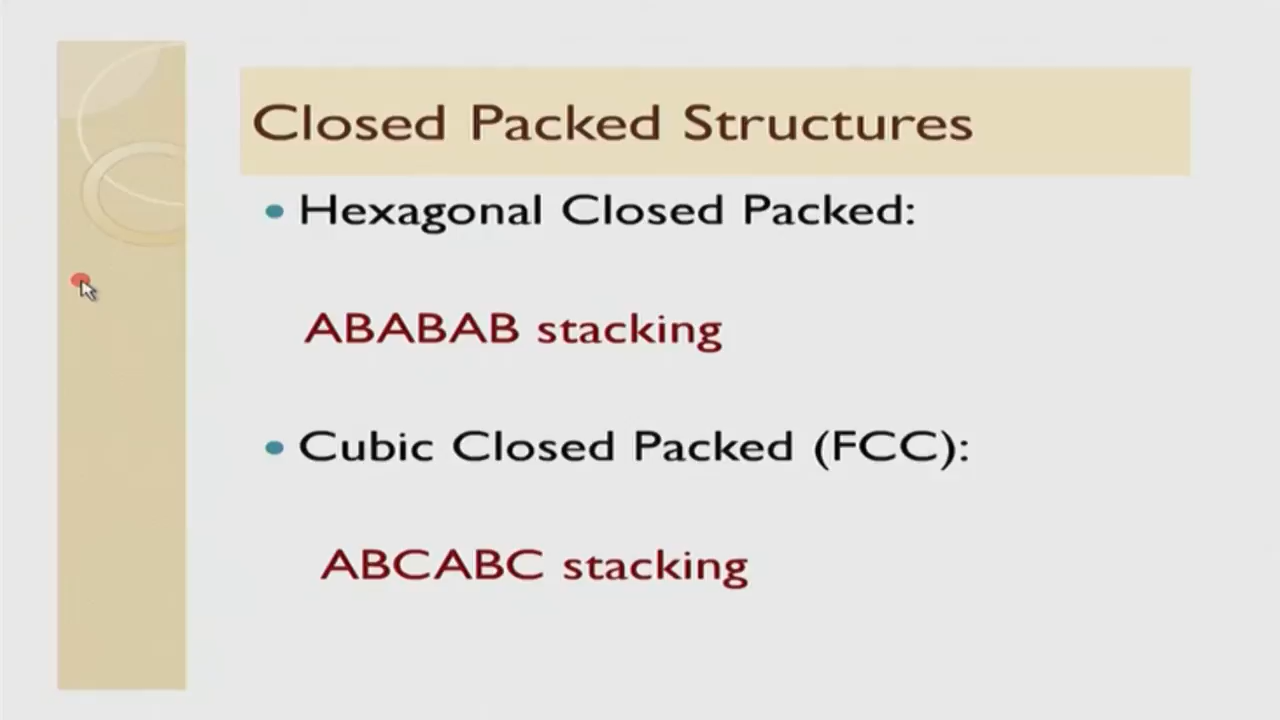 Closed Packed Structures
Hexagonal Closed Packed:
ABABAB stacking
Cubic Closed Packed (FCC):
ABCABC stacking